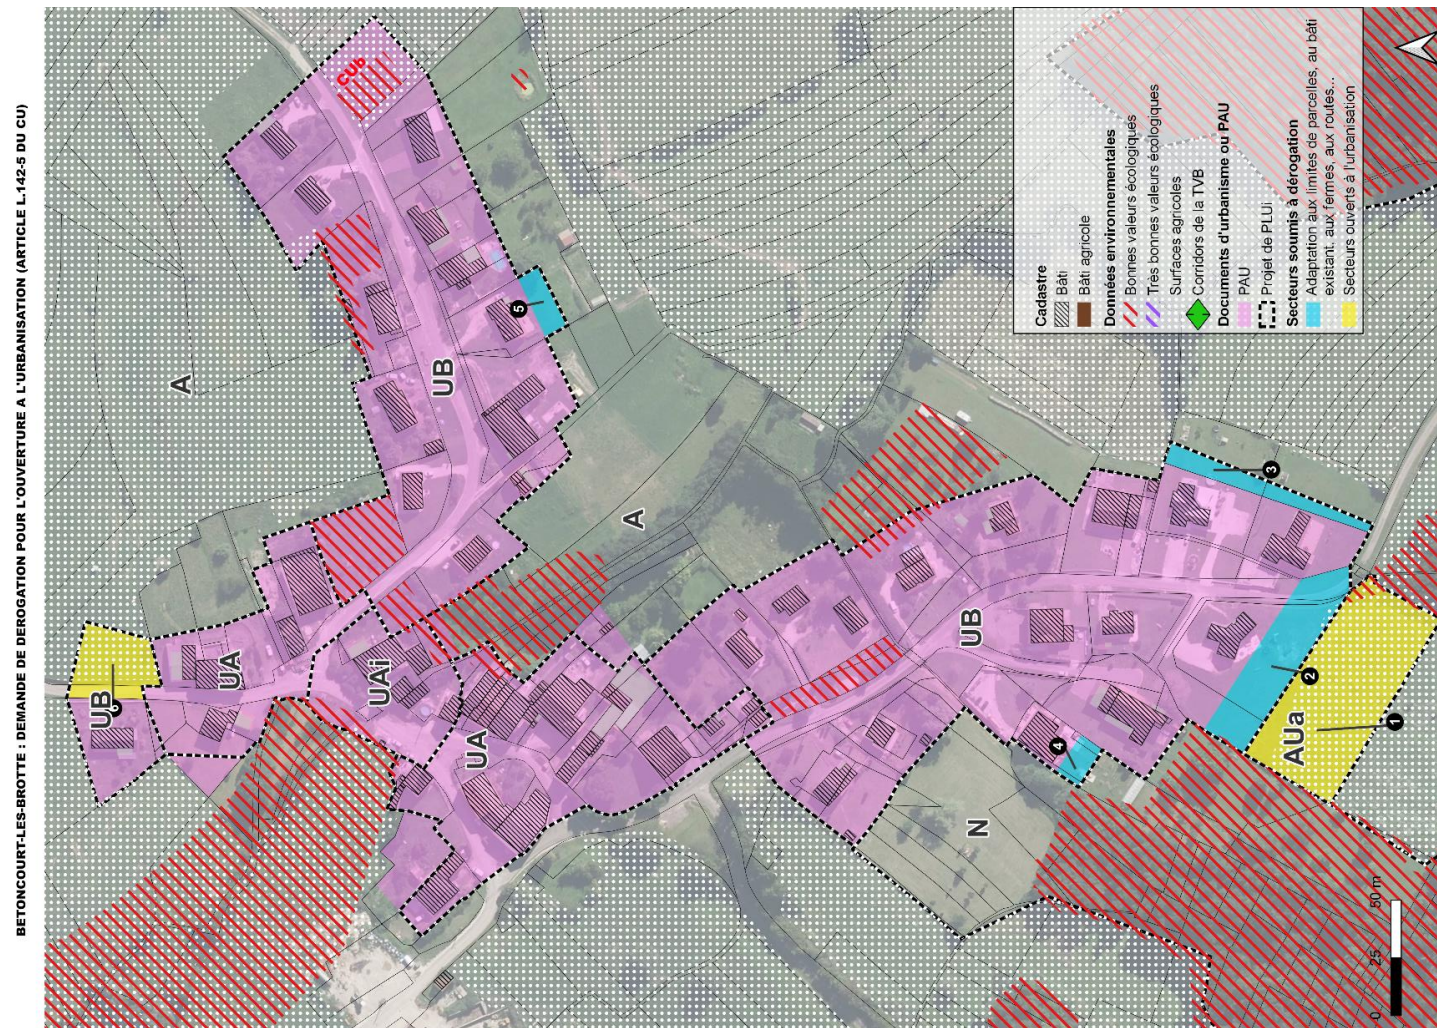 BETONCOURT-LES-BROTTE : DEMANDE DE DEROGATION POUR L'OUVERTURE A L'URBANISATION (ARTICLE L.142-5 DU CU)
CUb
A
UB
5
UB
UA
UAi
UA
A
UB
3
2
AUa
1
4
N
0 25 50 m
Cadastre
Bâti
Bâti agricole
Données environnementales
Bonnes valeurs écologiques
Très bonnes valeurs écologiques
Surfaces agricoles
Corridors de la TVB
Documents d'urbanisme ou PAU
PAU
Projet de PLUi
Secteurs soumis à dérogation
Adaptation aux limites de parcelles, au bâti
existant, aux fermes, aux routes...
Secteurs ouverts à l'urbanisation